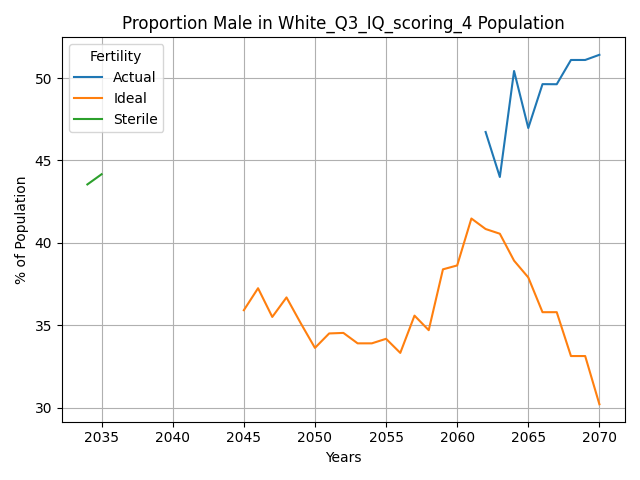 Proportion Male in White_Q3_IQ_scoring_4 Population
Fertility
Actual
Ideal
Sterile
% of Population
50
45
40
35
30
2035 2040 2045 2050 2055 2060 2065 2070
Years